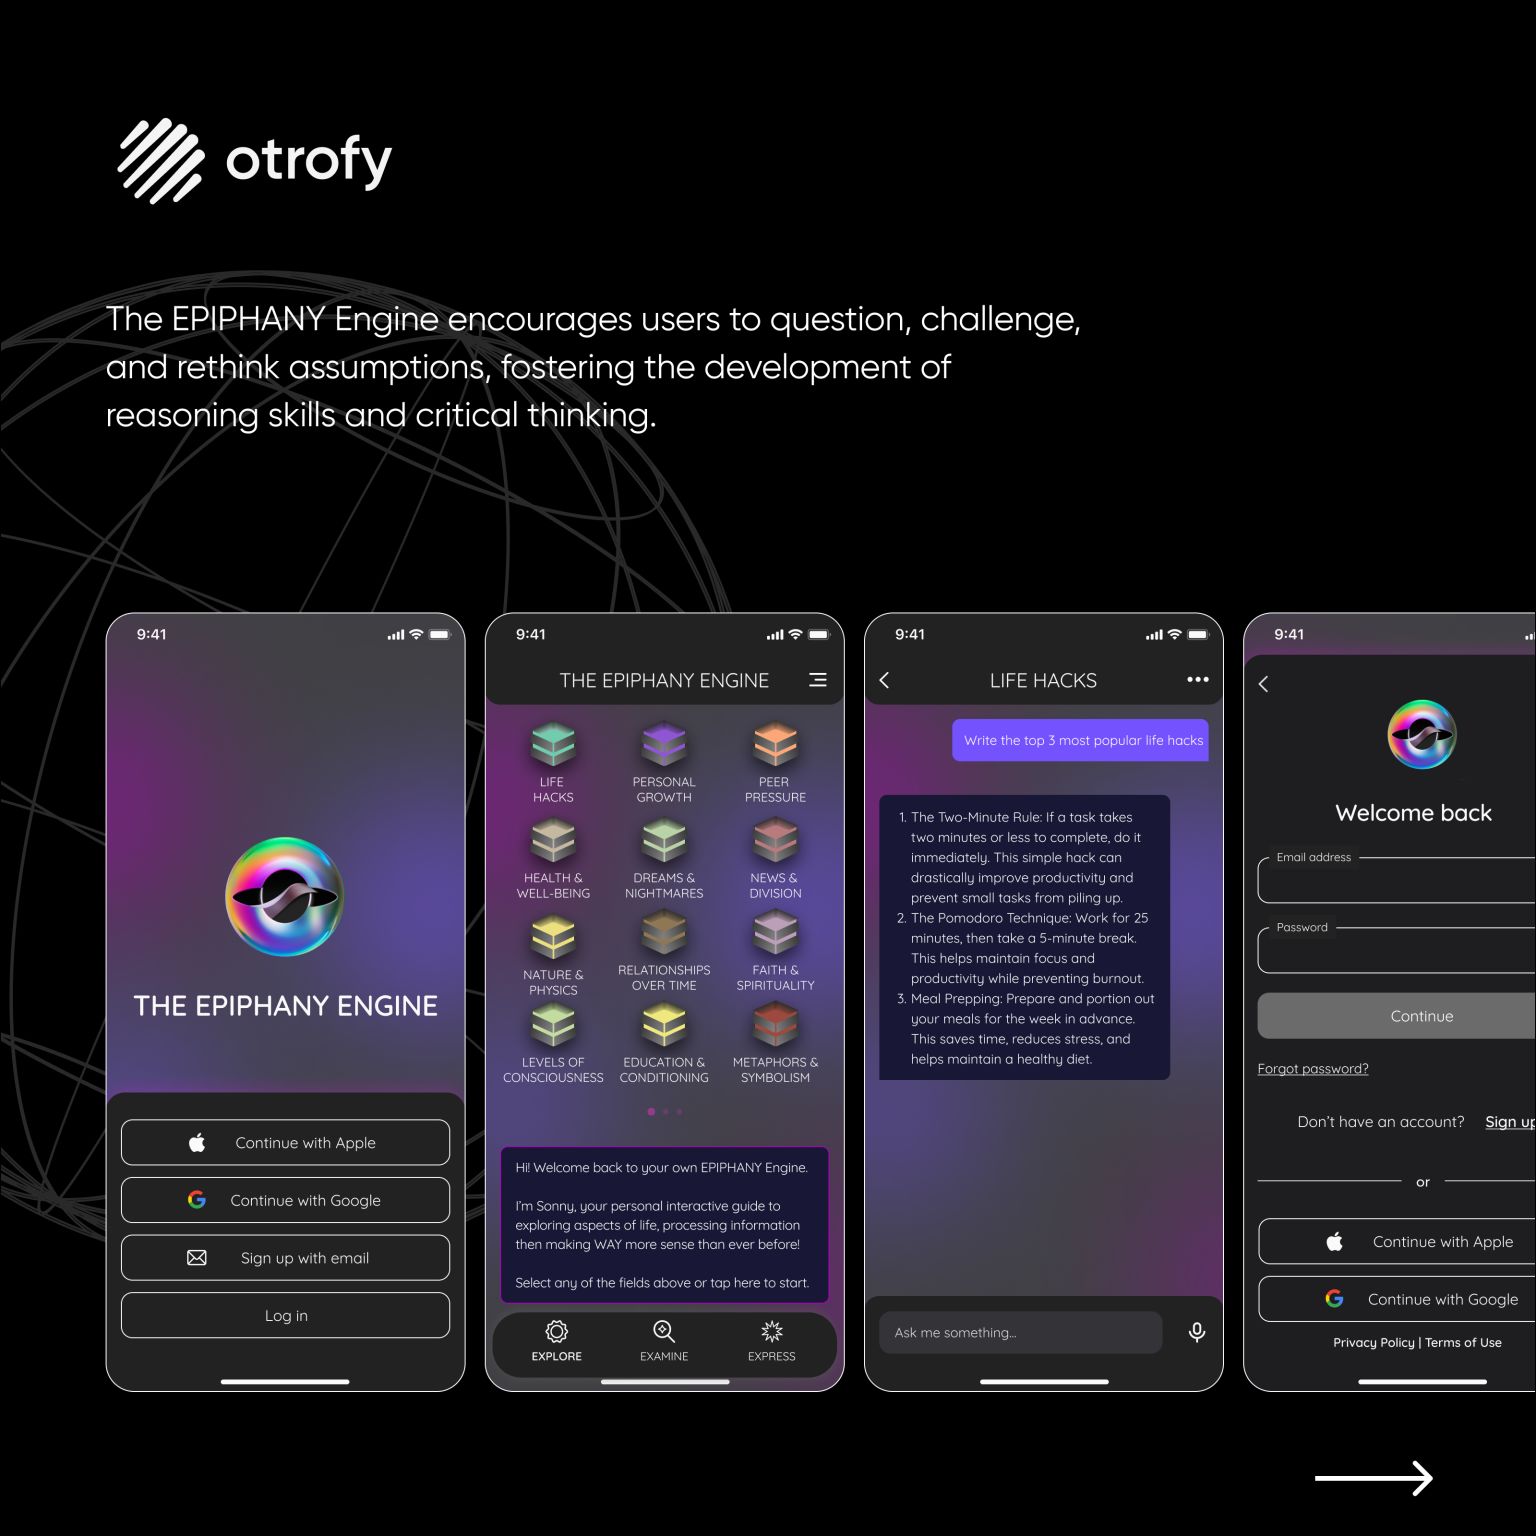 otrofy
The EPIPHANY Engine encourages users to question, challenge,
and rethink assumptions, fostering the development of
reasoning skills and critical thinking.
9:41
THE EPIPHANY ENGINE
Continue with Apple
Continue with Google
Sign up with email
Log in
9:41
THE EPIPHANY ENGINE
LIFE
HACKS
PERSONAL
GROWTH
PEER
PRESSURE
HEALTH &
WELL-BEING
DREAMS &
NIGHTMARES
NEWS &
DIVISION
NATURE &
PHYSICS
RELATIONSHIPS
OVER TIME
FAITH &
SPIRITUALITY
LEVELS OF
CONSCIOUSNESS
EDUCATION &
CONDITIONING
METAPHORS &
SYMBOLISM
Hi! Welcome back to your own EPIPHANY Engine.
I'm Sonny, your personal interactive guide to
exploring aspects of life, processing information
then making WAY more sense than ever before!
Select any of the fields above or tap here to start.
EXPLORE
EXAMINE
EXPRESS
9:41
LIFE HACKS
Write the top 3 most popular life hacks
1. The Two-Minute Rule: If a task takes
two minutes or less to complete, do it
immediately. This simple hack can
drastically improve productivity and
prevent small tasks from piling up.
2. The Pomodoro Technique: Work for 25
minutes, then take a 5-minute break.
This helps maintain focus and
productivity while preventing burnout.
3. Meal Prepping: Prepare and portion out
your meals for the week in advance.
This saves time, reduces stress, and
helps maintain a healthy diet.
Ask me something...
9:41
Welcome back
Email address
Password
Continue
Forgot password?
Don't have an account? Sign up
or
Continue with Apple
Continue with Google
Privacy Policy | Terms of Use